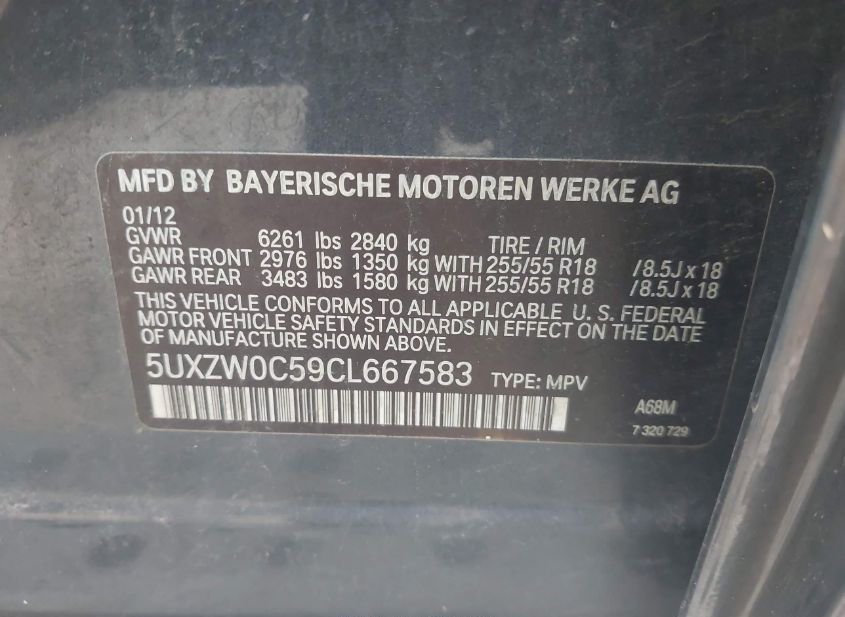 MFD BY BAYERISCHE MOTOREN WERKE AG
01/12
GVWR 6261 lbs 2840 kg TIRE / RIM
GAWR FRONT 2976 lbs 1350 kg WITH 255/55 R18 /8.5J x 18
GAWR REAR 3483 lbs 1580 kg WITH 255/55 R18 /8.5J x 18
THIS VEHICLE CONFORMS TO ALL APPLICABLE U. S. FEDERAL
MOTOR VEHICLE SAFETY STANDARDS IN EFFECT ON THE DATE
OF MANUFACTURE SHOWN ABOVE.
5UXZW0C59CL667583 TYPE: MPV
A68M
7 320 729